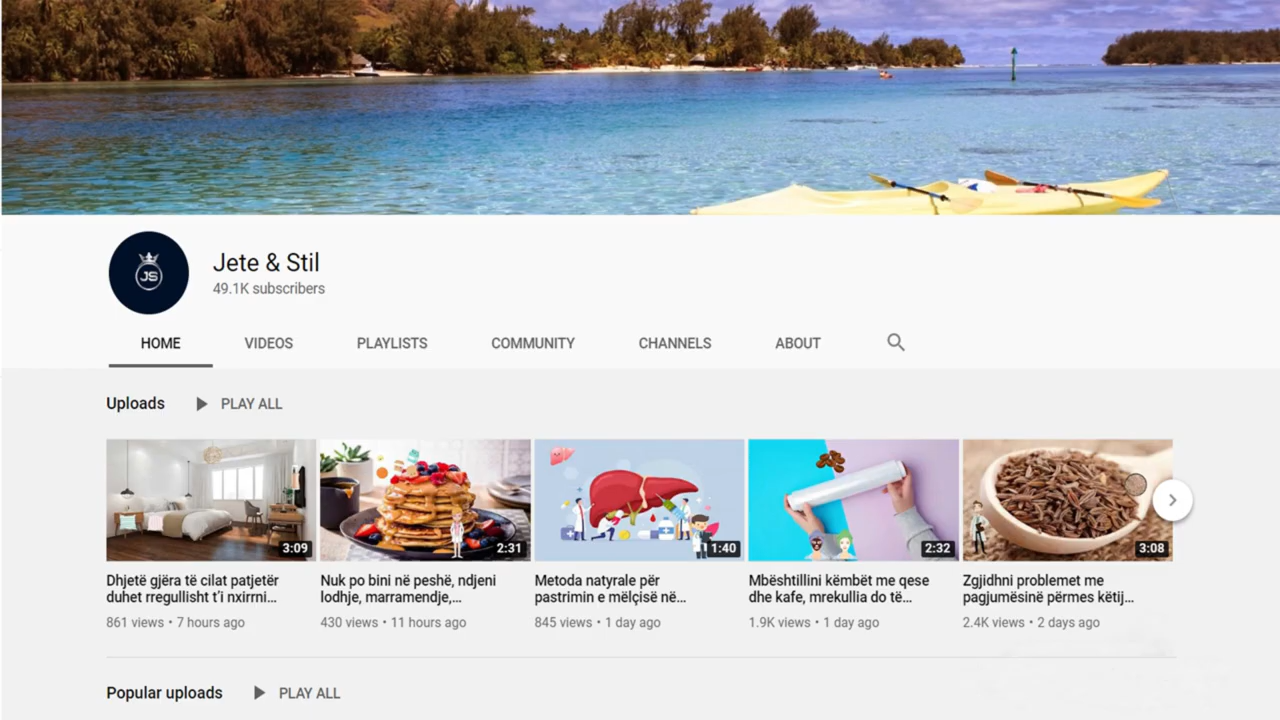 JS
Jete & Stil
49.1K subscribers
HOME VIDEOS PLAYLISTS COMMUNITY CHANNELS ABOUT
Uploads PLAY ALL
3:09 2:31 1:40 2:32 3:08
Dhjetë gjëra të cilat patjetër
duhet rregullisht t'i nxirrni...
861 views • 7 hours ago
Nuk po bini në peshë, ndjeni
lodhje, marramendje,...
430 views • 11 hours ago
Metoda natyrale për
pastrimin e mëlçisë në...
845 views • 1 day ago
Mbështillini këmbët me qese
dhe kafe, mrekullia do të...
1.9K views • 1 day ago
Zgjidhni problemet me
pagjumësinë përmes këtij...
2.4K views • 2 days ago
Popular uploads PLAY ALL